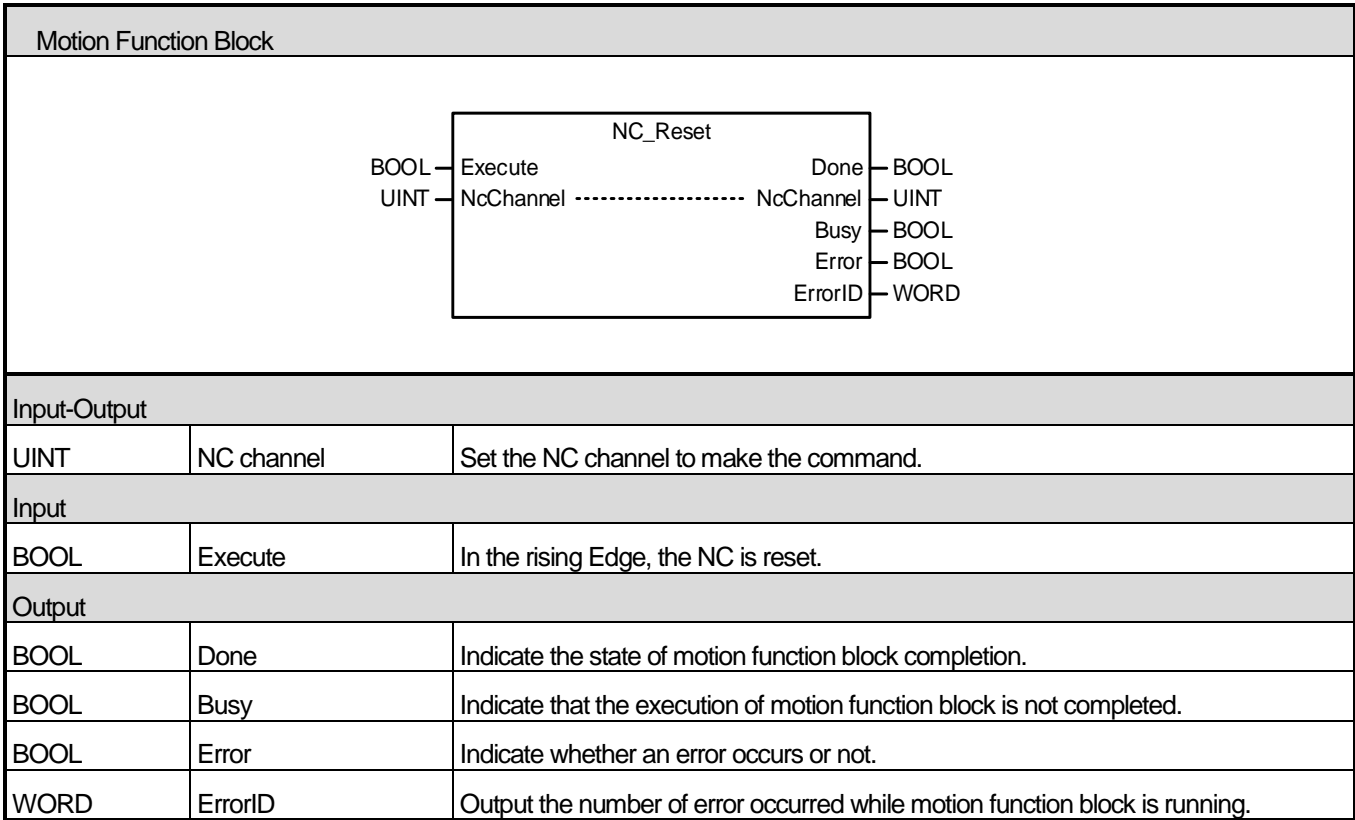 Motion Function Block
NC_Reset
BOOL Execute Done BOOL
UINT NcChannel NcChannel UINT
Busy BOOL
Error BOOL
ErrorID WORD
Input-Output
UINT NC channel Set the NC channel to make the command.
Input
BOOL Execute In the rising Edge, the NC is reset.
Output
BOOL Done Indicate the state of motion function block completion.
BOOL Busy Indicate that the execution of motion function block is not completed.
BOOL Error Indicate whether an error occurs or not.
WORD ErrorID Output the number of error occurred while motion function block is running.